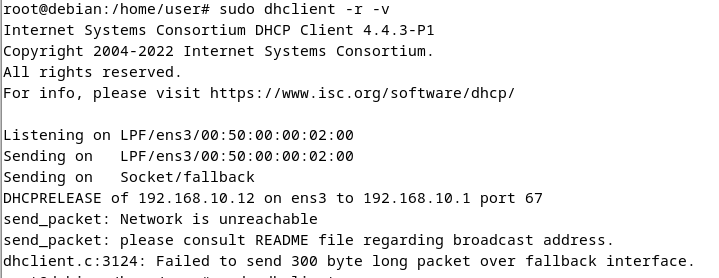 root@debian:/home/user# sudo dhclient -r -v
Internet Systems Consortium DHCP Client 4.4.3-P1
Copyright 2004-2022 Internet Systems Consortium.
All rights reserved.
For info, please visit https://www.isc.org/software/dhcp/

Listening on LPF/ens3/00:50:00:00:02:00
Sending on   LPF/ens3/00:50:00:00:02:00
Sending on   Socket/fallback
DHCPRELEASE of 192.168.10.12 on ens3 to 192.168.10.1 port 67
send_packet: Network is unreachable
send_packet: please consult README file regarding broadcast address.
dhclient.c:3124: Failed to send 300 byte long packet over fallback interface.